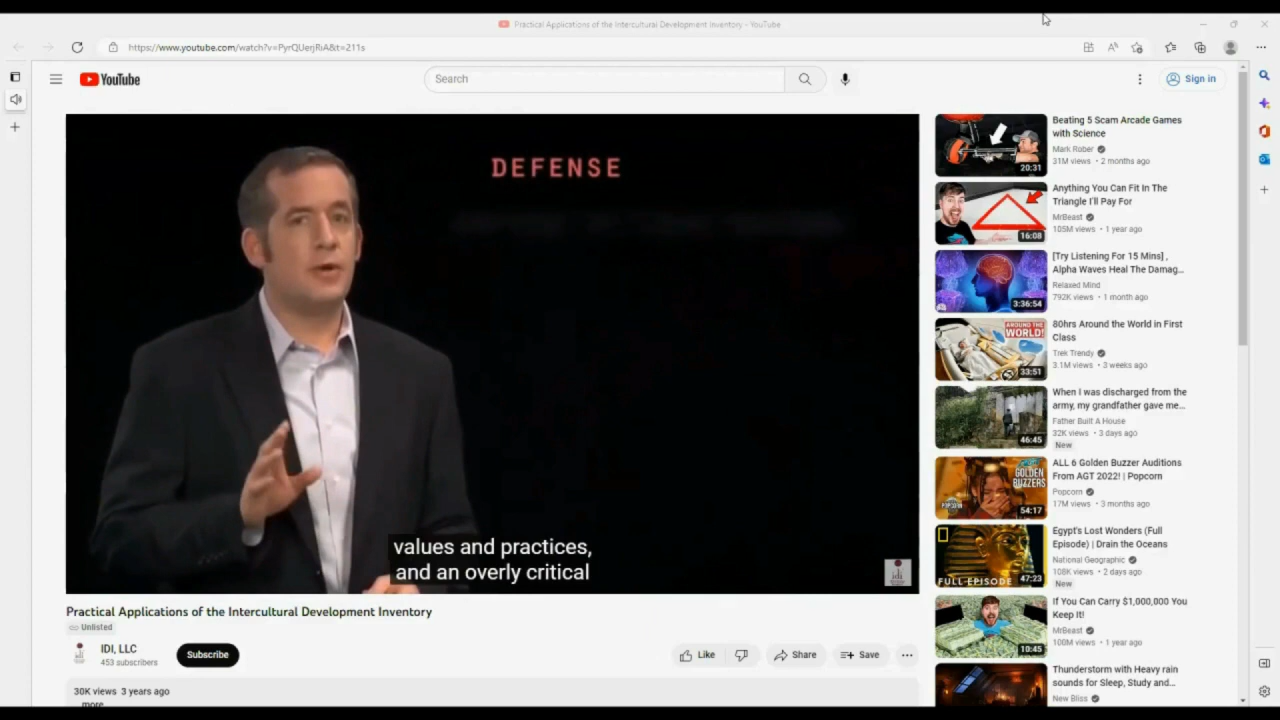 Practical Applications of the Intercultural Development Inventory - YouTube
https://www.youtube.com/watch?v=PyrQUerjRiA&t=211s
YouTube
Search
Sign in
DEFENSE
values and practices,
and an overly critical
idi
Practical Applications of the Intercultural Development Inventory
Unlisted
IDI, LLC
453 subscribers
Subscribe
Like
Share
Save
30K views 3 years ago
more
20:31
Beating 5 Scam Arcade Games
with Science
Mark Rober
31M views • 2 months ago
16:08
Anything You Can Fit In The
Triangle I'll Pay For
MrBeast
105M views • 1 year ago
3:36:54
[Try Listening For 15 Mins] ,
Alpha Waves Heal The Damag...
Relaxed Mind
792K views • 1 month ago
AROUND THE
WORLD!
33:51
80hrs Around the World in First
Class
Trek Trendy
3.1M views • 3 weeks ago
46:45
When I was discharged from the
army, my grandfather gave me...
Father Built A House
32K views • 3 days ago
New
GOLDEN
BUZZERS
POPCORN
54:17
ALL 6 Golden Buzzer Auditions
From AGT 2022! | Popcorn
Popcorn
17M views • 3 months ago
FULL EPISODE
47:23
Egypt's Lost Wonders (Full
Episode) | Drain the Oceans
National Geographic
108K views • 2 days ago
New
10:45
If You Can Carry $1,000,000 You
Keep It!
MrBeast
100M views • 1 year ago
Thunderstorm with Heavy rain
sounds for Sleep, Study and...
New Bliss